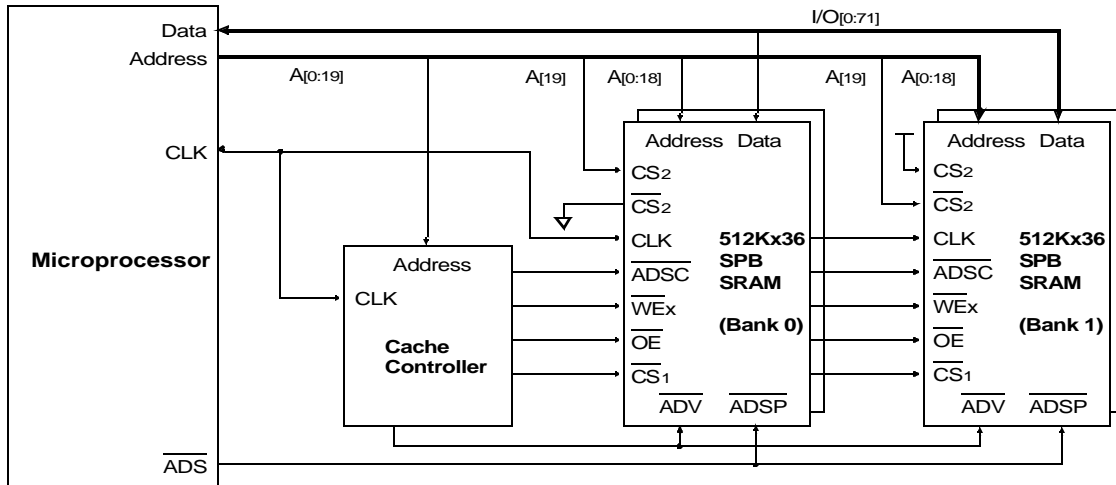 I/O[0:71]
Data
Address
A[0:19]
A[19]
A[0:18]
A[19]
A[0:18]
CLK
Microprocessor
ADS
Address
CLK
Cache
Controller
Address Data
CS2
CS2
CLK
ADSC
WEx
OE
CS1
ADV ADSP
512Kx36
SPB
SRAM
(Bank 0)
Address Data
CS2
CS2
CLK
ADSC
WEx
OE
CS1
ADV ADSP
512Kx36
SPB
SRAM
(Bank 1)